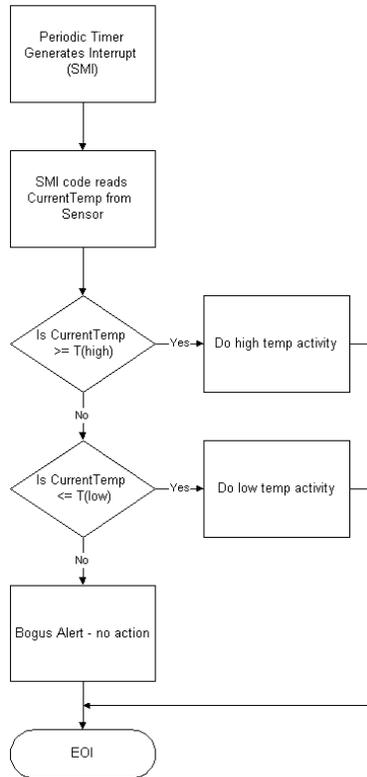 Periodic Timer
Generates Interrupt
(SMI)
SMI code reads
CurrentTemp from
Sensor
Is CurrentTemp
>= T(high)
Yes
Do high temp activity
No
Is CurrentTemp
<= T(low)
Yes
Do low temp activity
No
Bogus Alert - no action
EOI